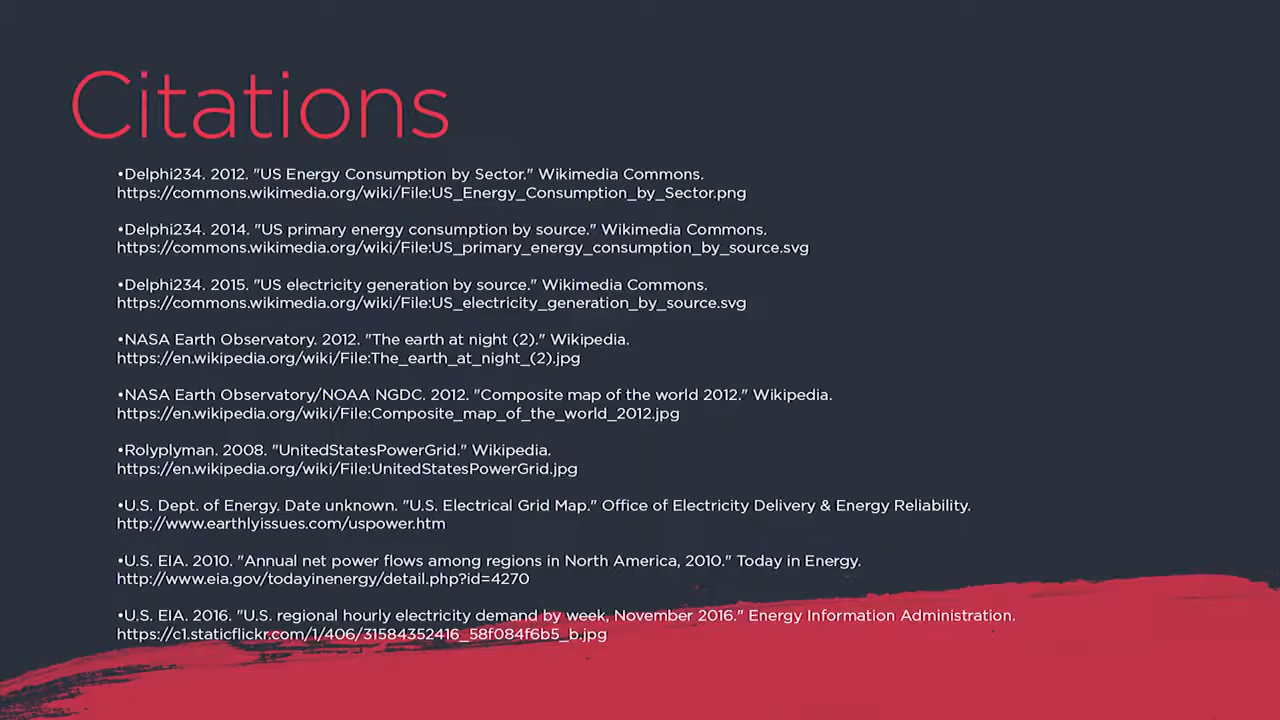 Citations
•Delphi234. 2012. "US Energy Consumption by Sector." Wikimedia Commons.
https://commons.wikimedia.org/wiki/File:US_Energy_Consumption_by_Sector.png
•Delphi234. 2014. "US primary energy consumption by source." Wikimedia Commons.
https://commons.wikimedia.org/wiki/File:US_primary_energy_consumption_by_source.svg
•Delphi234. 2015. "US electricity generation by source." Wikimedia Commons.
https://commons.wikimedia.org/wiki/File:US_electricity_generation_by_source.svg
•NASA Earth Observatory. 2012. "The earth at night (2)." Wikipedia.
https://en.wikipedia.org/wiki/File:The_earth_at_night_(2).jpg
•NASA Earth Observatory/NOAA NGDC. 2012. "Composite map of the world 2012." Wikipedia.
https://en.wikipedia.org/wiki/File:Composite_map_of_the_world_2012.jpg
•Rolyplyman. 2008. "UnitedStatesPowerGrid." Wikipedia.
https://en.wikipedia.org/wiki/File:UnitedStatesPowerGrid.jpg
•U.S. Dept. of Energy. Date unknown. "U.S. Electrical Grid Map." Office of Electricity Delivery & Energy Reliability.
http://www.earthlyissues.com/uspower.htm
•U.S. EIA. 2010. "Annual net power flows among regions in North America, 2010." Today in Energy.
http://www.eia.gov/todayinenergy/detail.php?id=4270
•U.S. EIA. 2016. "U.S. regional hourly electricity demand by week, November 2016." Energy Information Administration.
https://c1.staticflickr.com/1/406/31584352416_58f084f6b5_b.jpg